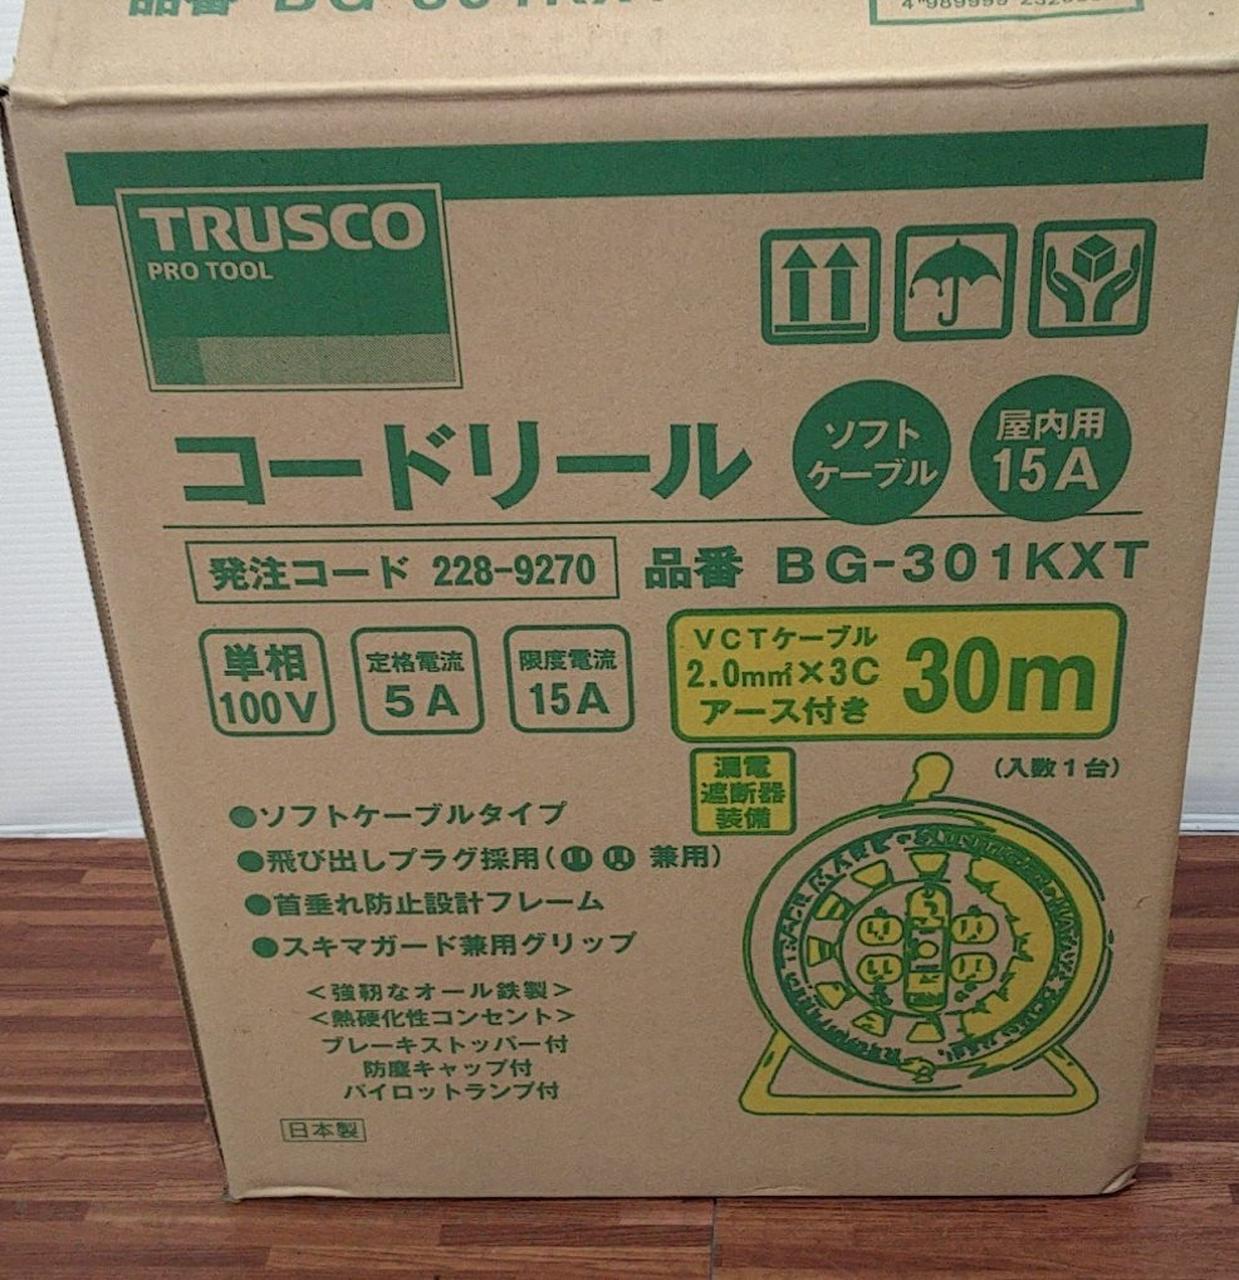 品番 BG-301KXT
TRUSCO
PRO TOOL
コードリール
ソフト
ケーブル
屋内用
15A
発注コード 228-9270
品番 BG-301KXT
単相
100V
定格電流
5A
限度電流
15A
VCTケーブル
2.0mm²×3C
アース付き
30m
漏電
遮断器
装備
(入数1台)
●ソフトケーブルタイプ
●飛び出しプラグ採用( 兼用)
●首垂れ防止設計フレーム
●スキマガード兼用グリップ
<強靭なオール鉄製>
<熱硬化性コンセント>
ブレーキストッパー付
防塵キャップ付
パイロットランプ付
日本製